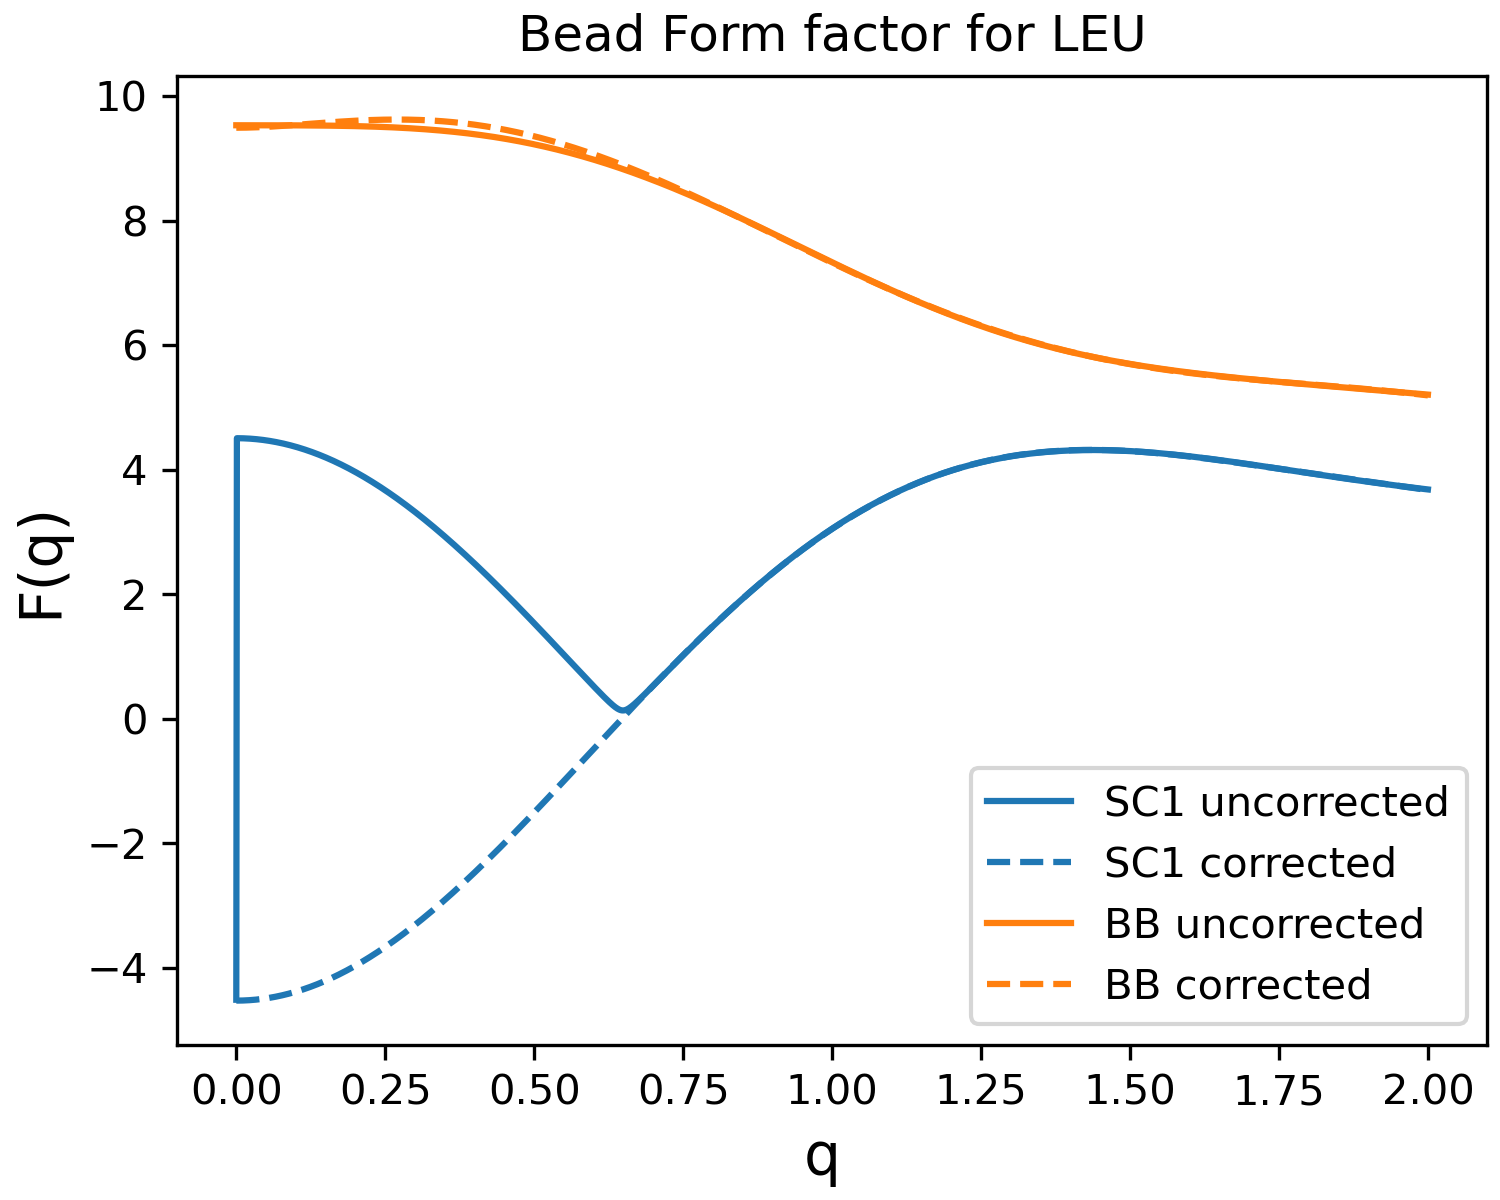 Bead Form factor for LEU
10
8
6
4
2
0
−2
−4
F(q)
SC1 uncorrected
SC1 corrected
BB uncorrected
BB corrected
0.00 0.25 0.50 0.75 1.00 1.25 1.50 1.75 2.00
q